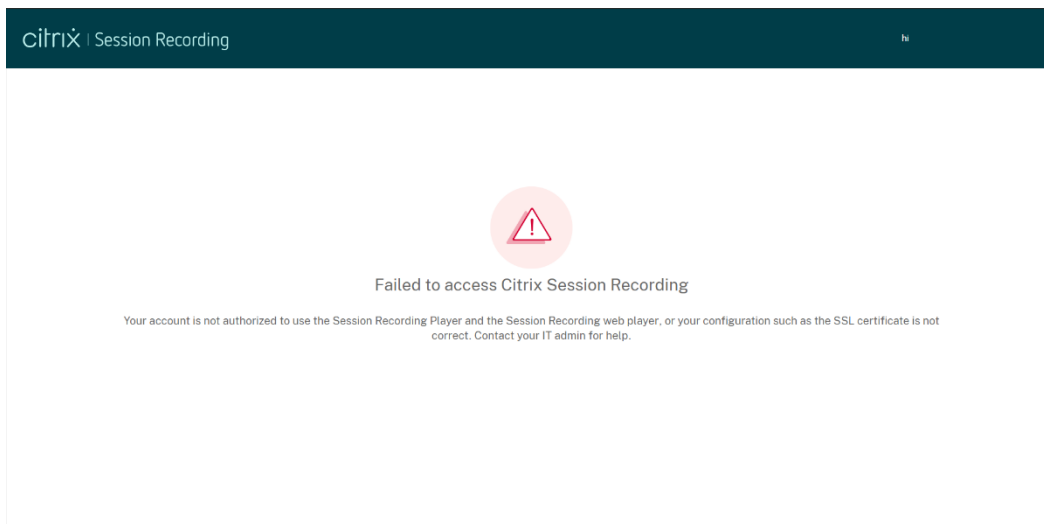 citrix | Session Recording
hi
Failed to access Citrix Session Recording
Your account is not authorized to use the Session Recording Player and the Session Recording web player, or your configuration such as the SSL certificate is not
correct. Contact your IT admin for help.